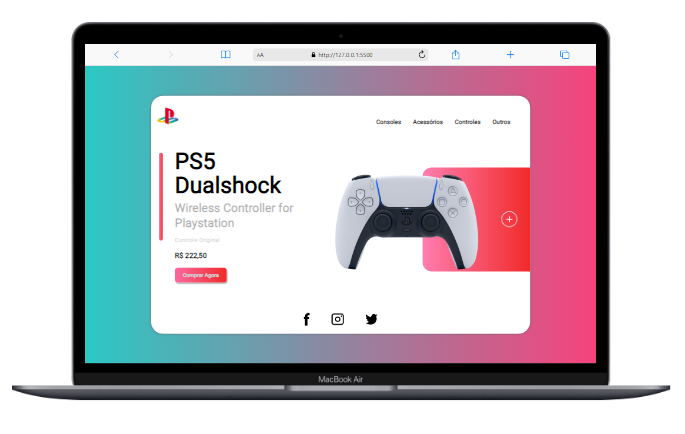 AA
http://127.0.0.1:5500
Consoles
Acessórios
Controles
Outros
PS5
Dualshock
Wireless Controller for
Playstation
Controle Original
R$ 222,50
Comprar Agora
MacBook Air